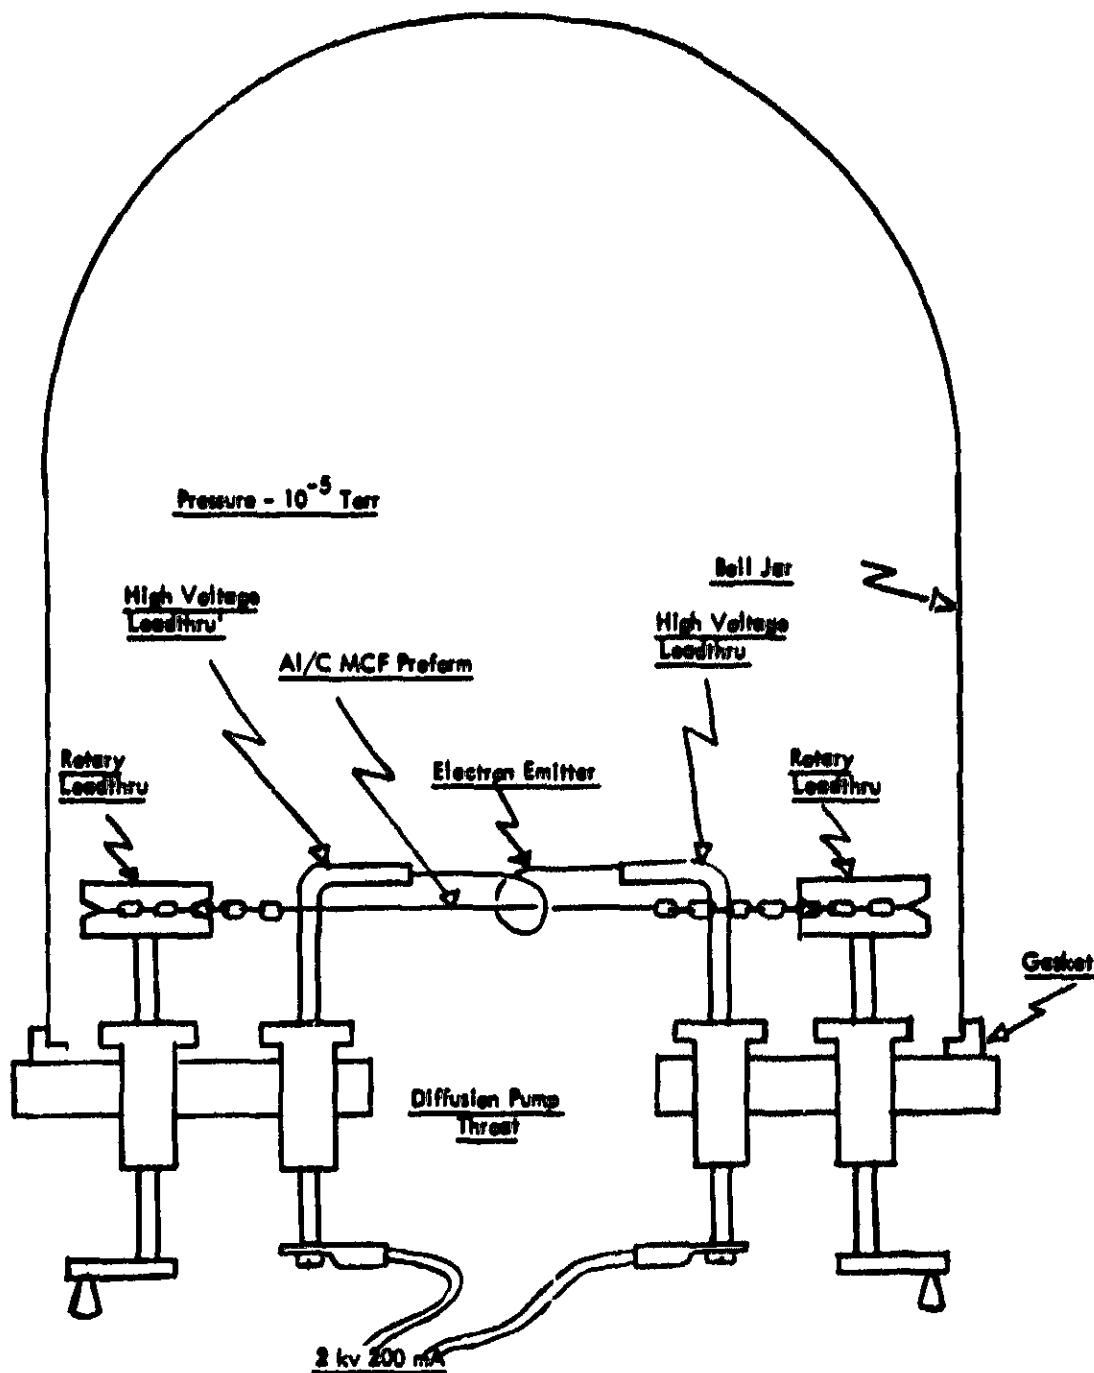 Pressure - 10⁻⁵ Torr
Bell Jar
High Voltage
Leadthru
High Voltage
Leadthru
Al/C MCF Preform
Rotary
Leadthru
Electron Emitter
Rotary
Leadthru
Gasket
Diffusion Pump
Throat
2 kv 200 mA